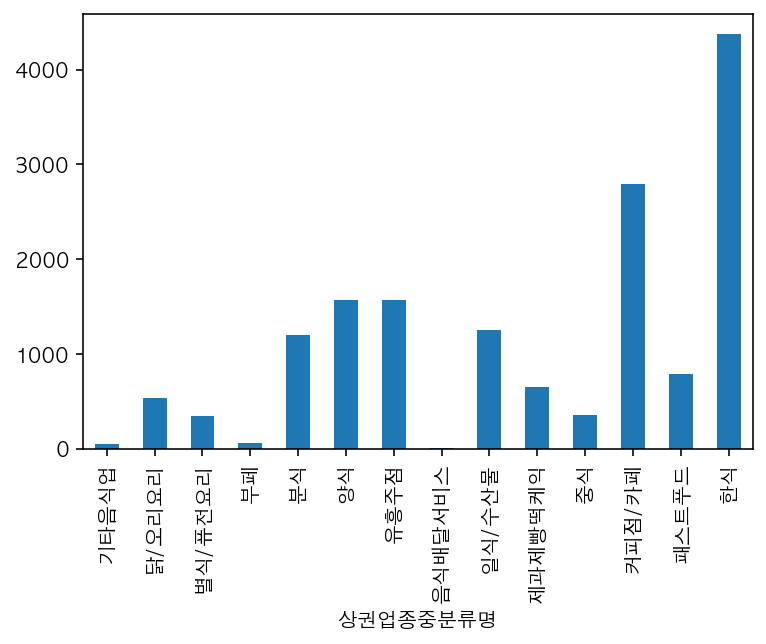 4000
3000
2000
1000
0
기타음식업
닭/오리요리
별식/퓨전요리
부페
분식
양식
유흥주점
음식배달서비스
일식/수산물
제과제빵떡케익
중식
커피점/카페
패스트푸드
한식
상권업종중분류명